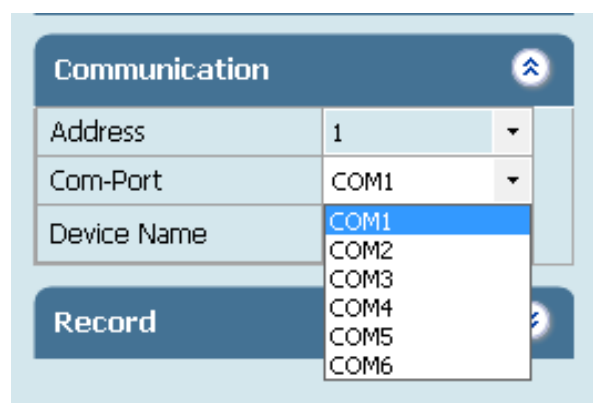 Communication
Address 1
Com-Port COM1
Device Name
COM1
COM2
COM3
COM4
COM5
COM6
Record